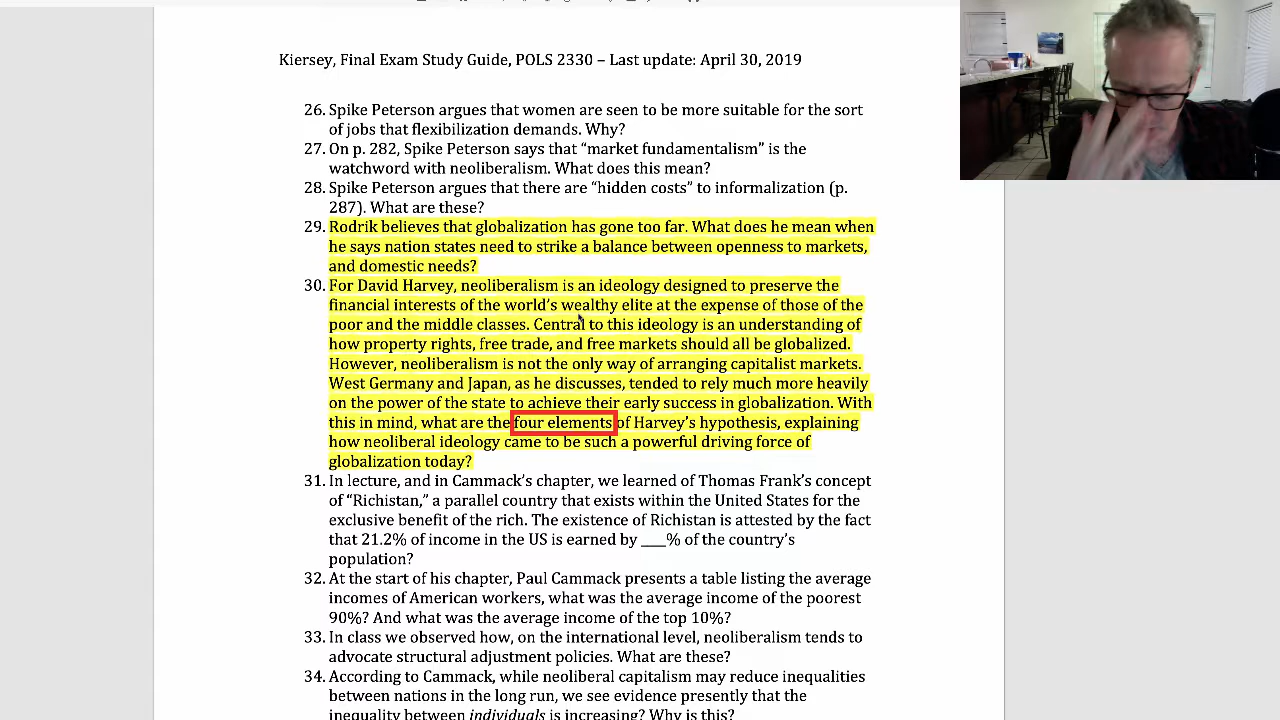 Kiersey, Final Exam Study Guide, POLS 2330 – Last update: April 30, 2019
26. Spike Peterson argues that women are seen to be more suitable for the sort
of jobs that flexibilization demands. Why?
27. On p. 282, Spike Peterson says that “market fundamentalism” is the
watchword with neoliberalism. What does this mean?
28. Spike Peterson argues that there are “hidden costs” to informalization (p.
287). What are these?
29. Rodrik believes that globalization has gone too far. What does he mean when
he says nation states need to strike a balance between openness to markets,
and domestic needs?
30. For David Harvey, neoliberalism is an ideology designed to preserve the
financial interests of the world’s wealthy elite at the expense of those of the
poor and the middle classes. Central to this ideology is an understanding of
how property rights, free trade, and free markets should all be globalized.
However, neoliberalism is not the only way of arranging capitalist markets.
West Germany and Japan, as he discusses, tended to rely much more heavily
on the power of the state to achieve their early success in globalization. With
this in mind, what are the four elements of Harvey’s hypothesis, explaining
how neoliberal ideology came to be such a powerful driving force of
globalization today?
31. In lecture, and in Cammack’s chapter, we learned of Thomas Frank’s concept
of “Richistan,” a parallel country that exists within the United States for the
exclusive benefit of the rich. The existence of Richistan is attested by the fact
that 21.2% of income in the US is earned by ___% of the country’s
population?
32. At the start of his chapter, Paul Cammack presents a table listing the average
incomes of American workers, what was the average income of the poorest
90%? And what was the average income of the top 10%?
33. In class we observed how, on the international level, neoliberalism tends to
advocate structural adjustment policies. What are these?
34. According to Cammack, while neoliberal capitalism may reduce inequalities
between nations in the long run, we see evidence presently that the
inequality between individuals is increasing? Why is this?